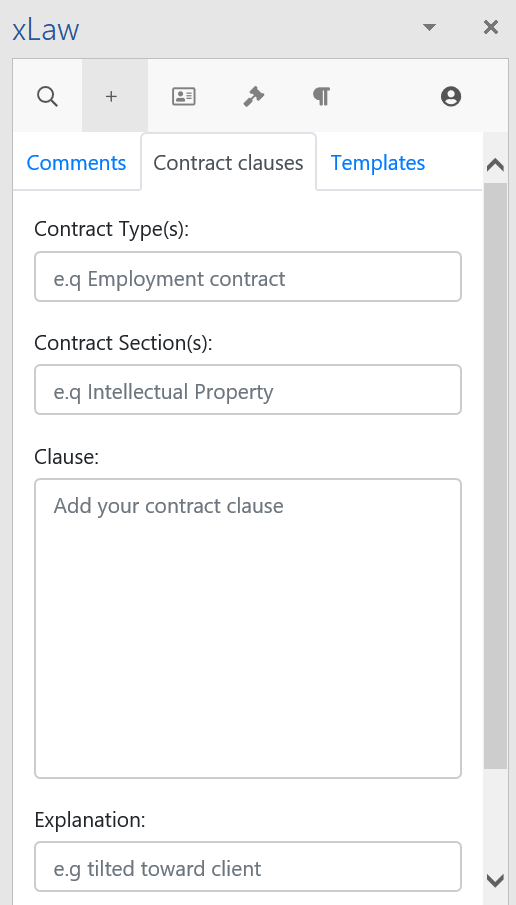 xLaw
Comments Contract clauses Templates
Contract Type(s):
e.q Employment contract
Contract Section(s):
e.q Intellectual Property
Clause:
Add your contract clause
Explanation:
e.g tilted toward client